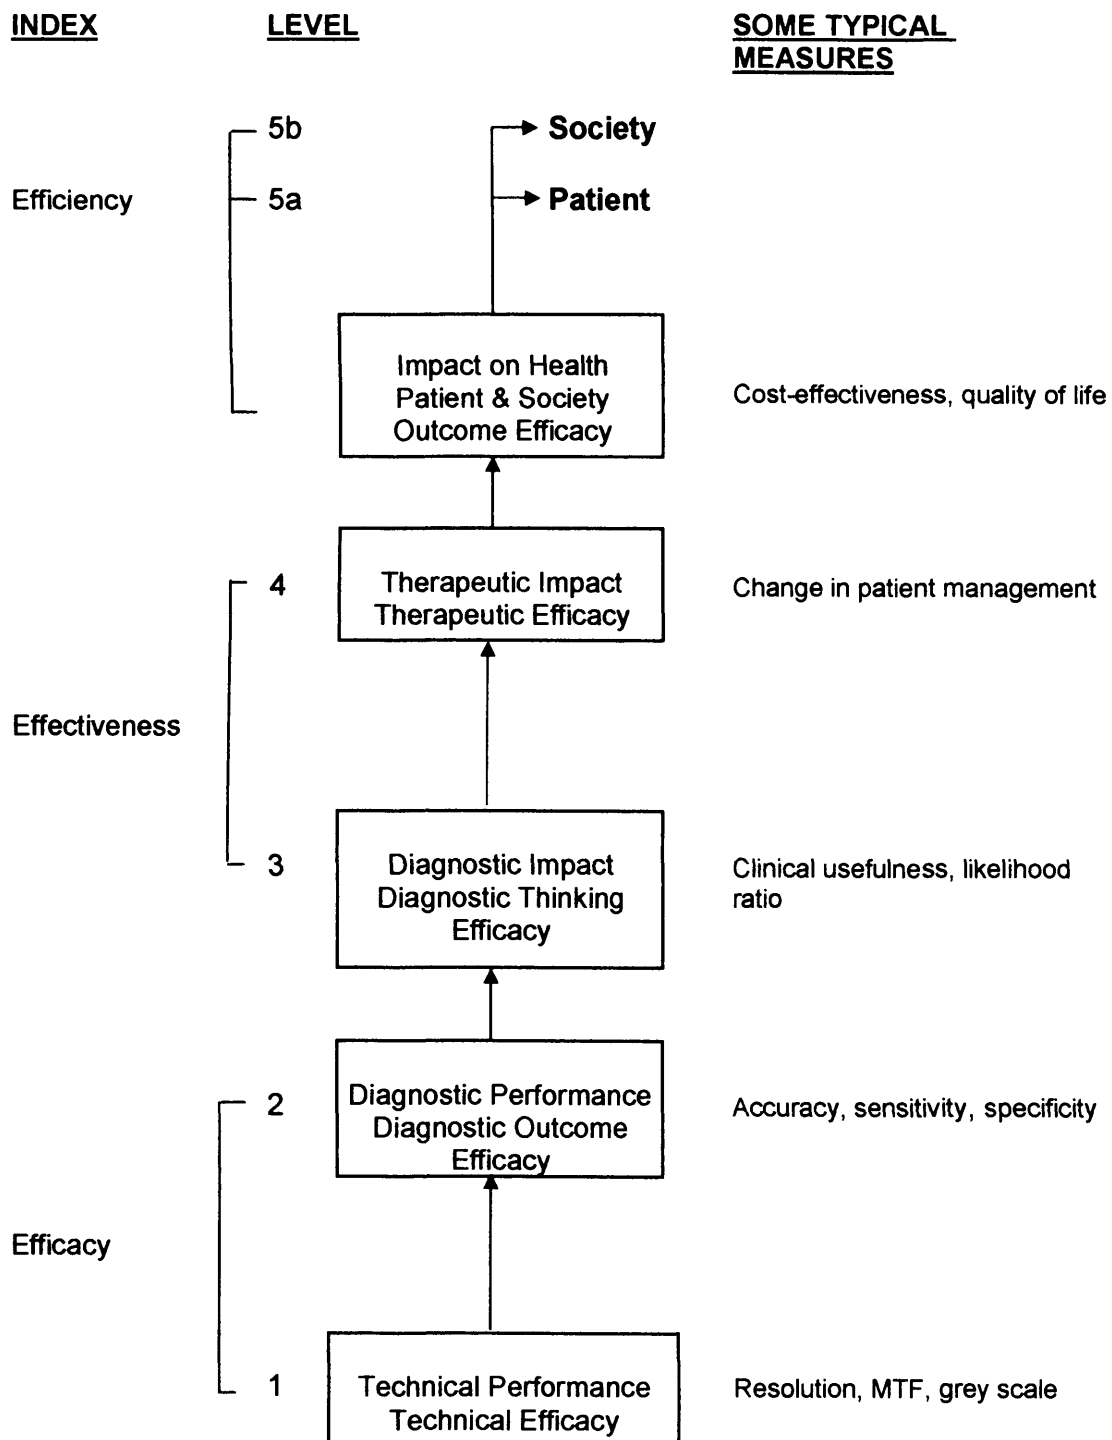 INDEX
LEVEL
SOME TYPICAL
MEASURES
5b
Society
Efficiency
5a
Patient
Impact on Health
Patient & Society
Outcome Efficacy
Cost-effectiveness, quality of life
4
Therapeutic Impact
Therapeutic Efficacy
Change in patient management
Effectiveness
3
Diagnostic Impact
Diagnostic Thinking
Efficacy
Clinical usefulness, likelihood
ratio
2
Diagnostic Performance
Diagnostic Outcome
Efficacy
Accuracy, sensitivity, specificity
Efficacy
1
Technical Performance
Technical Efficacy
Resolution, MTF, grey scale